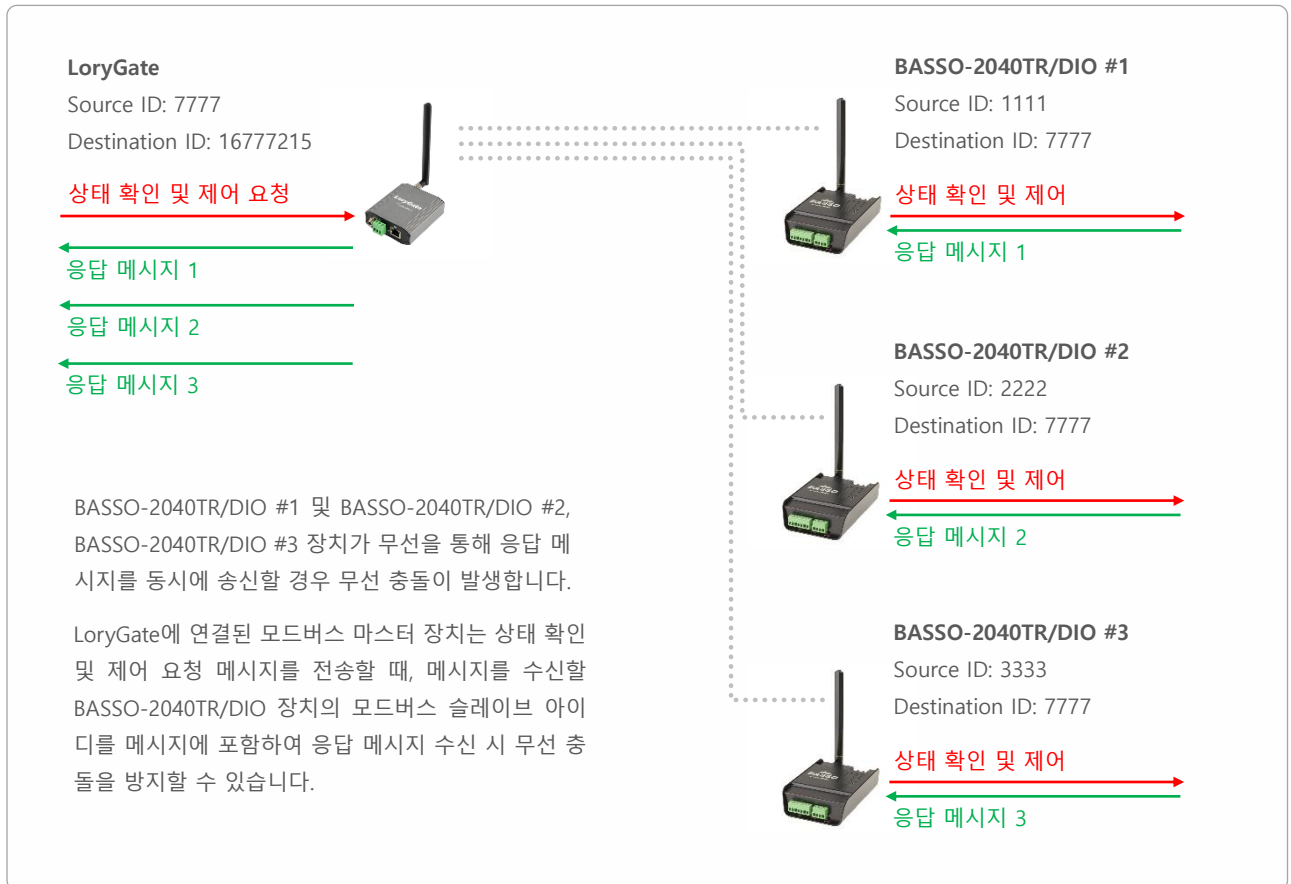 LoryGate
Source ID: 7777
Destination ID: 16777215
상태 확인 및 제어 요청
응답 메시지 1
응답 메시지 2
응답 메시지 3
BASSO-2040TR/DIO #1 및 BASSO-2040TR/DIO #2,
BASSO-2040TR/DIO #3 장치가 무선을 통해 응답 메
시지를 동시에 송신할 경우 무선 충돌이 발생합니다.
LoryGate에 연결된 모드버스 마스터 장치는 상태 확인
및 제어 요청 메시지를 전송할 때, 메시지를 수신할
BASSO-2040TR/DIO 장치의 모드버스 슬레이브 아이
디를 메시지에 포함하여 응답 메시지 수신 시 무선 충
돌을 방지할 수 있습니다.
BASSO-2040TR/DIO #1
Source ID: 1111
Destination ID: 7777
상태 확인 및 제어
응답 메시지 1
BASSO-2040TR/DIO #2
Source ID: 2222
Destination ID: 7777
상태 확인 및 제어
응답 메시지 2
BASSO-2040TR/DIO #3
Source ID: 3333
Destination ID: 7777
상태 확인 및 제어
응답 메시지 3
LoryGate
BASSO
BASSO
BASSO